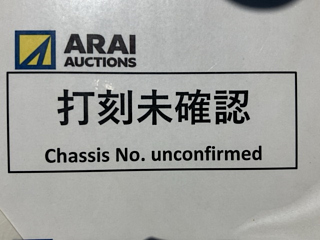 ARAI
AUCTIONS
打刻未確認
Chassis No. unconfirmed